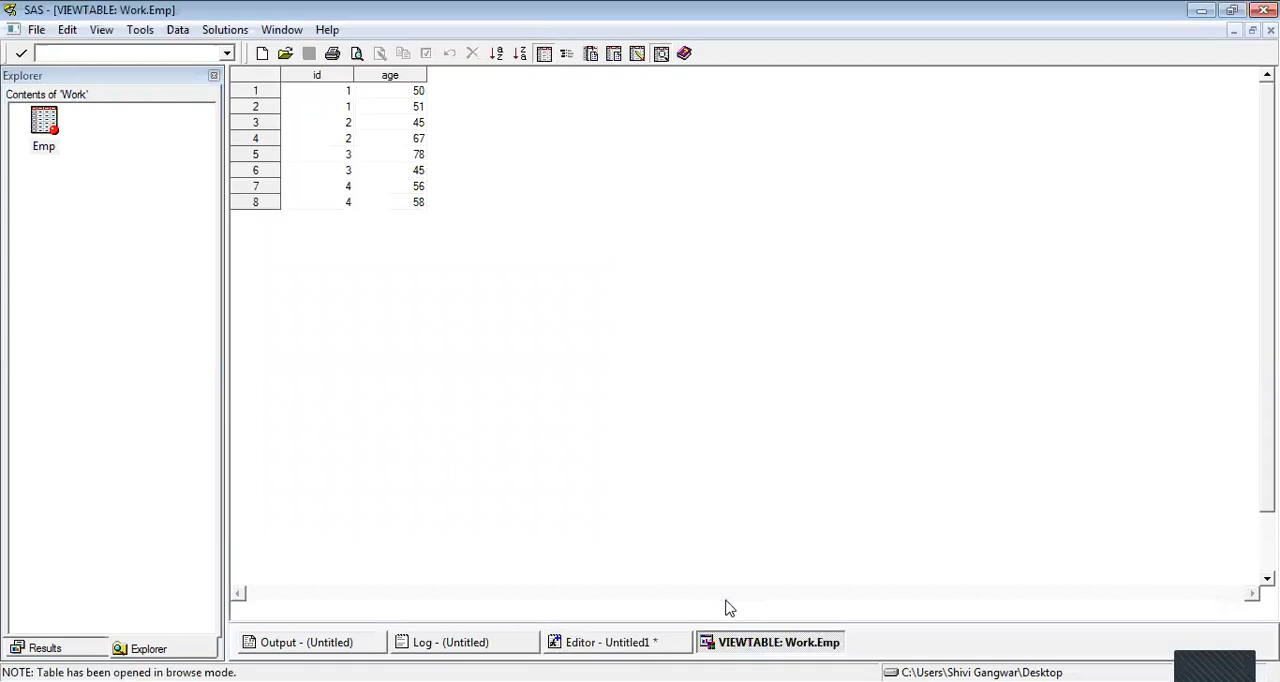 SAS - [VIEWTABLE: Work.Emp]
File Edit View Tools Data Solutions Window Help
Explorer
Contents of 'Work'
Emp
id age
1 1 50
2 1 51
3 2 45
4 2 67
5 3 78
6 3 45
7 4 56
8 4 58
Results Explorer
Output - (Untitled) Log - (Untitled) Editor - Untitled1 * VIEWTABLE: Work.Emp
NOTE: Table has been opened in browse mode. C:\Users\Shivi Gangwar\Desktop